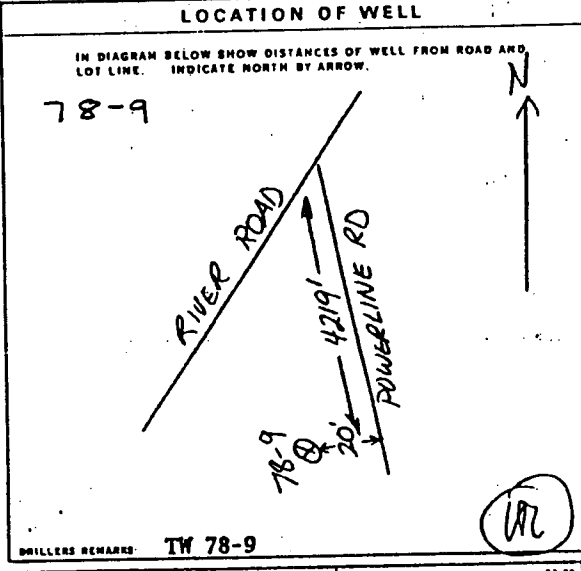 LOCATION OF WELL
IN DIAGRAM BELOW SHOW DISTANCES OF WELL FROM ROAD AND
LOT LINE. INDICATE NORTH BY ARROW.
78-9
N
RIVER ROAD
4219'
POWERLINE RD
20'
78-9
DRILLERS REMARKS: TW 78-9